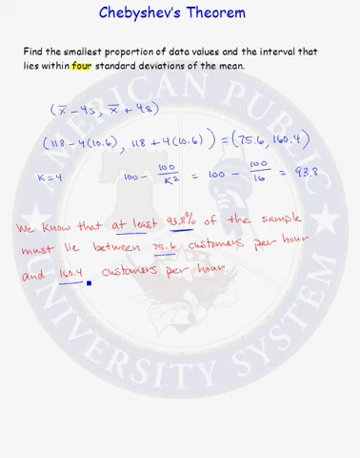 Chebyshev's Theorem
Find the smallest proportion of data values and the interval that
lies within four standard deviations of the mean.
(x̄ - 4s, x̄ + 4s)
(118 - 4(10.6), 118 + 4(10.6)) = (75.6, 160.4)
K=4 100 - 100/K² = 100 - 100/16 = 93.8
We know that at least 93.8% of the sample
must lie between 75.6 customers per hour
and 160.4 customers per hour.
AMERICAN PUBLIC
UNIVERSITY SYSTEM